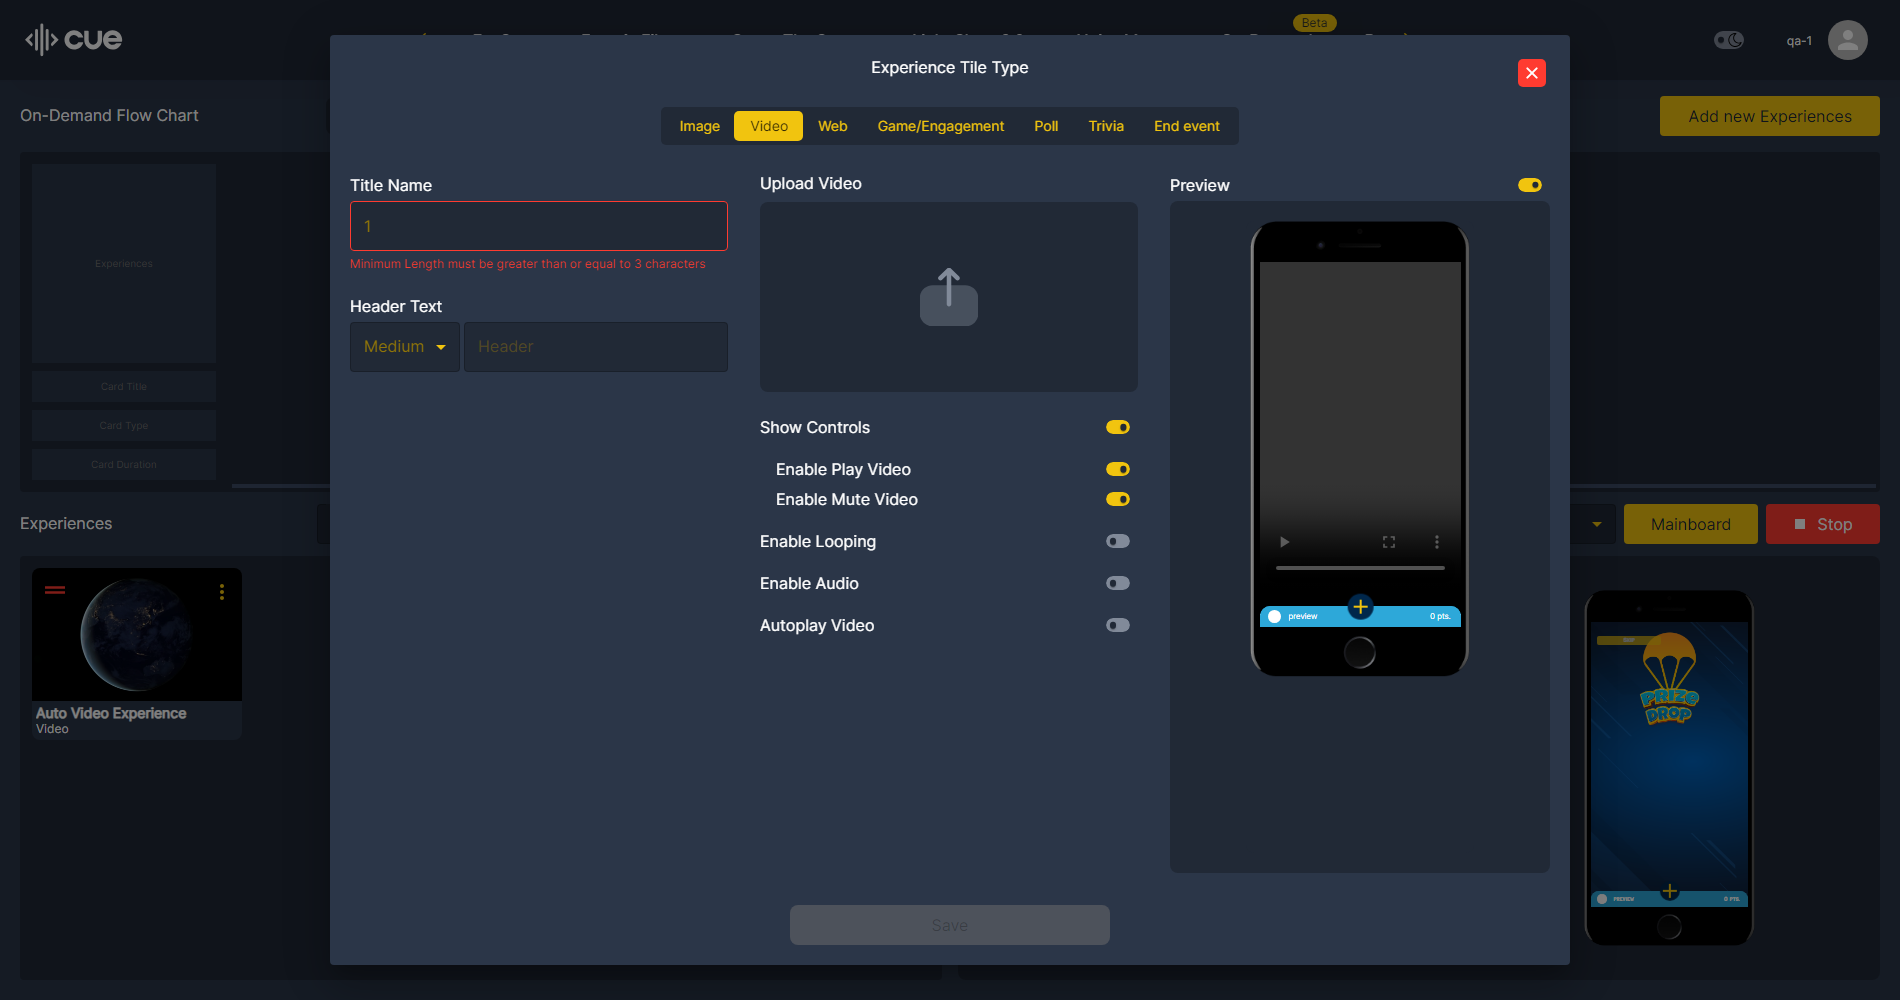 cue
Beta
qa-1
On-Demand Flow Chart
Add new Experiences
Experiences
Card Title
Card Type
Card Duration
Experiences
Mainboard
Stop
Auto Video Experience
Video
Experience Tile Type
Image
Video
Web
Game/Engagement
Poll
Trivia
End event
Title Name
1
Minimum Length must be greater than or equal to 3 characters
Header Text
Medium
Header
Upload Video
Show Controls
Enable Play Video
Enable Mute Video
Enable Looping
Enable Audio
Autoplay Video
Preview
preview
0 pts.
Save
PRIZE
DROP
PREVIEW
0 PTS.